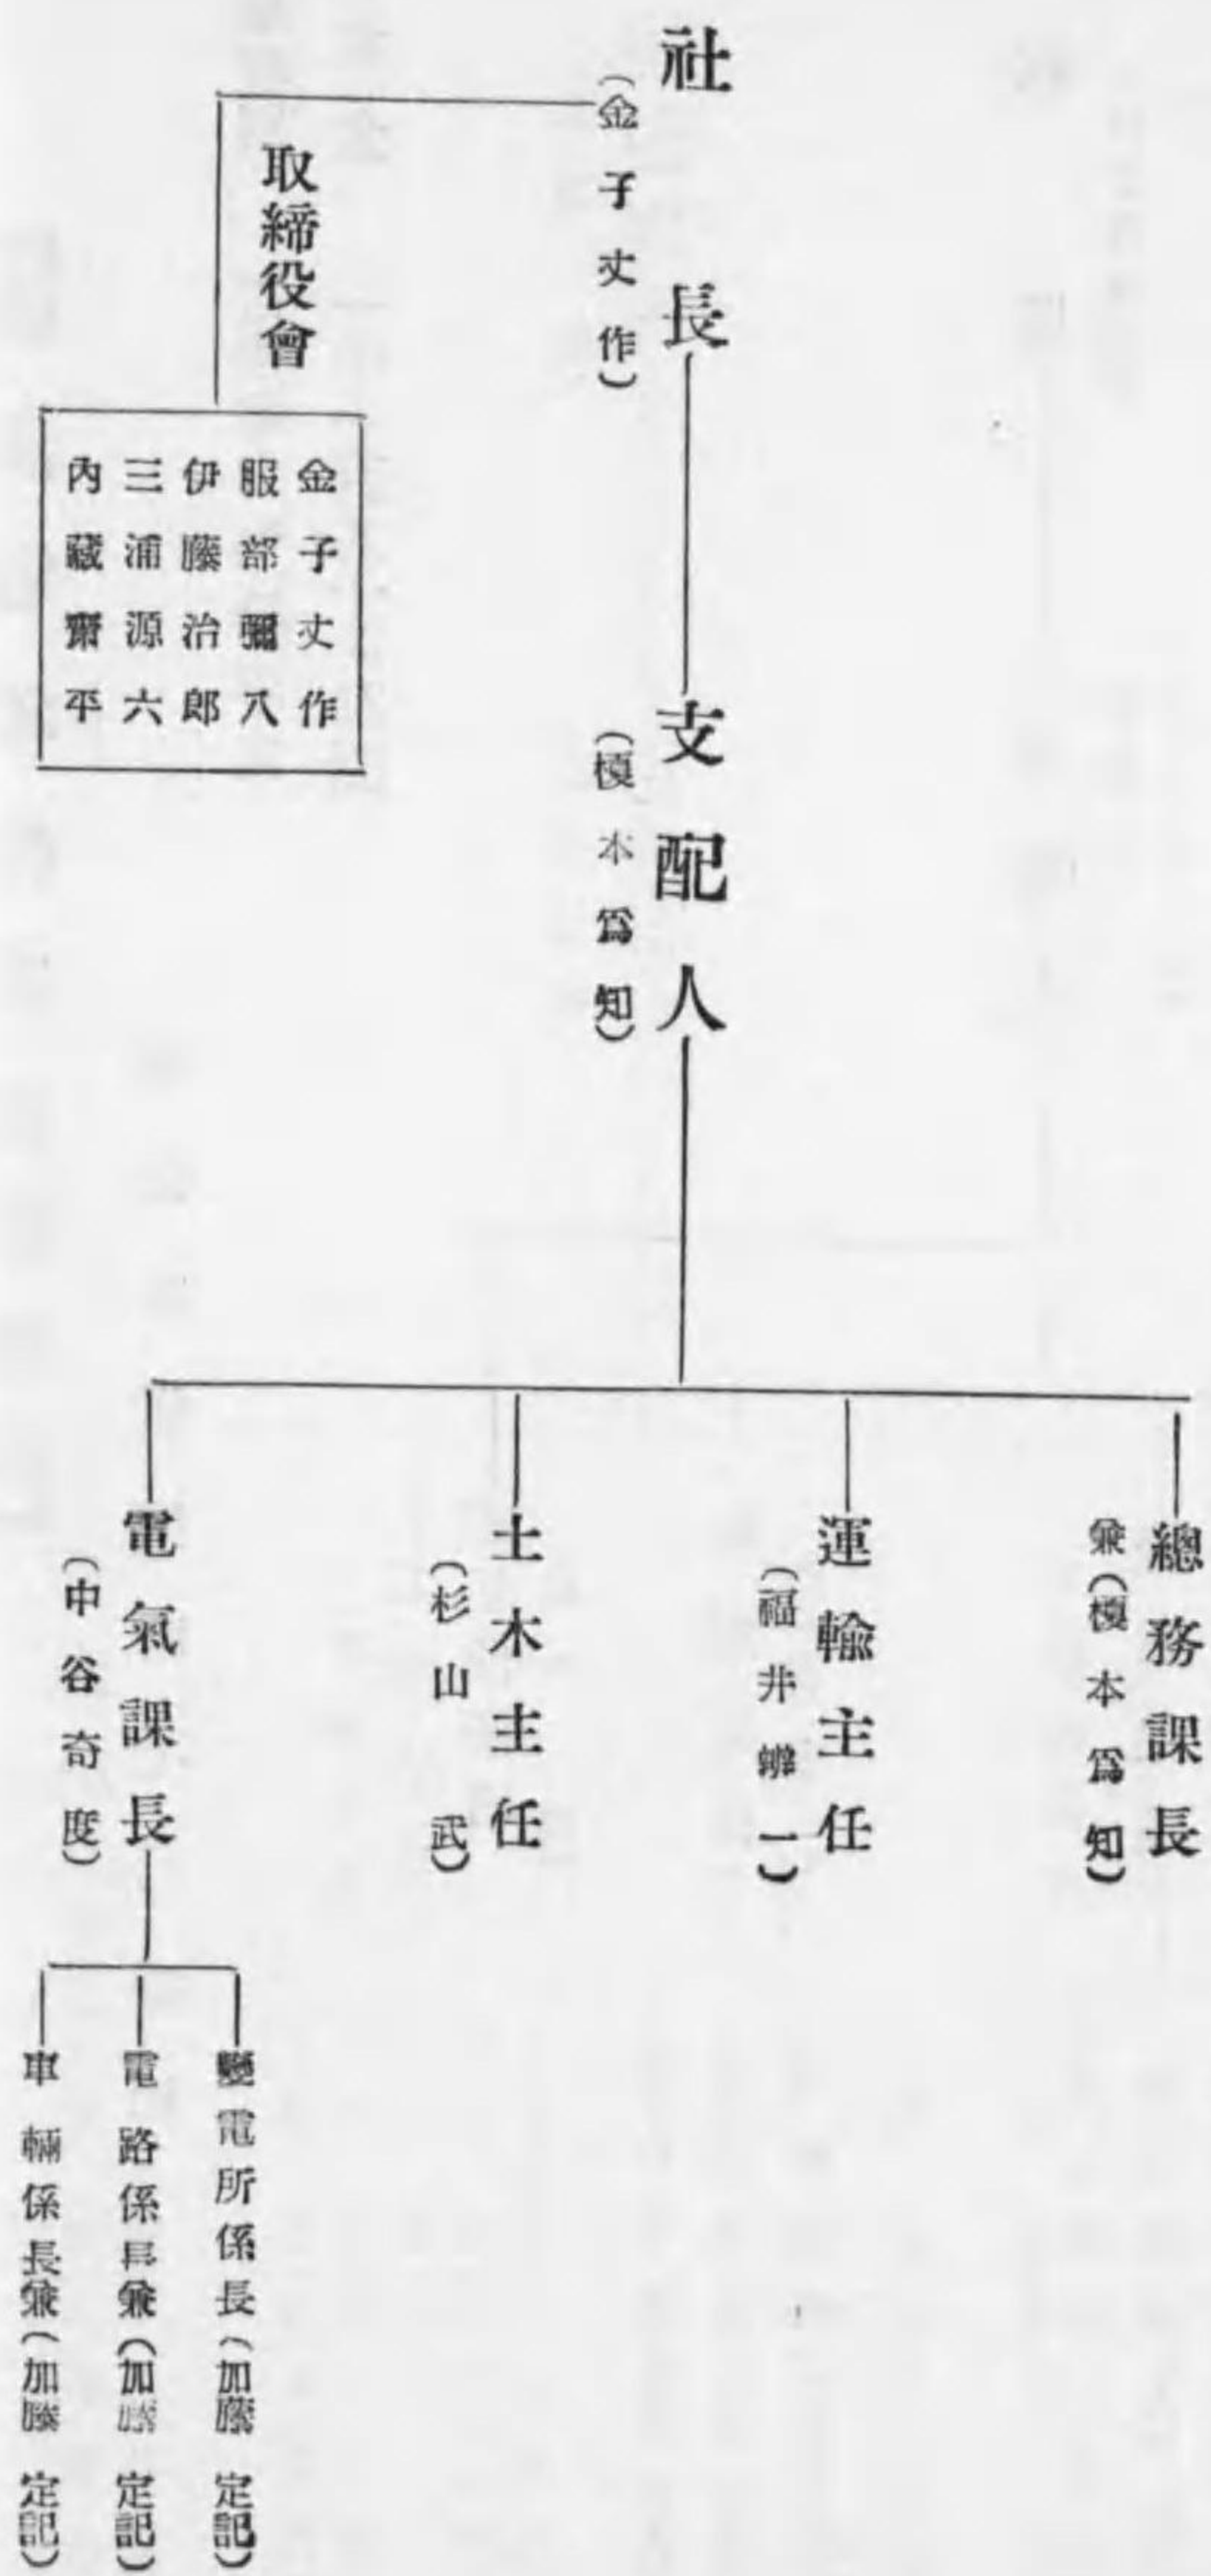 社長
(金子丈作)
取締役會
金子丈作
服部彌八
伊藤治郎
三浦源六
內藏齋平
支配人
(榎本爲知)
總務課長
兼(榎本爲知)
運輸主任
(福井辨一)
土木主任
(杉山武)
電氣課長
(中谷奇度)
變電所係長(加藤定記)
電路係長兼(加藤定記)
車輛係長兼(加藤定記)